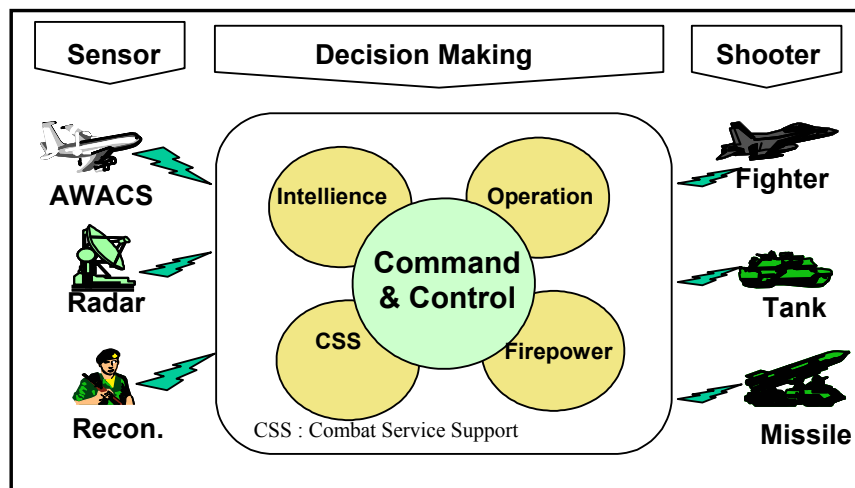 Sensor
Decision Making
Shooter
AWACS
Radar
Recon.
Intellience
Operation
Command
& Control
CSS
Firepower
CSS : Combat Service Support
Fighter
Tank
Missile